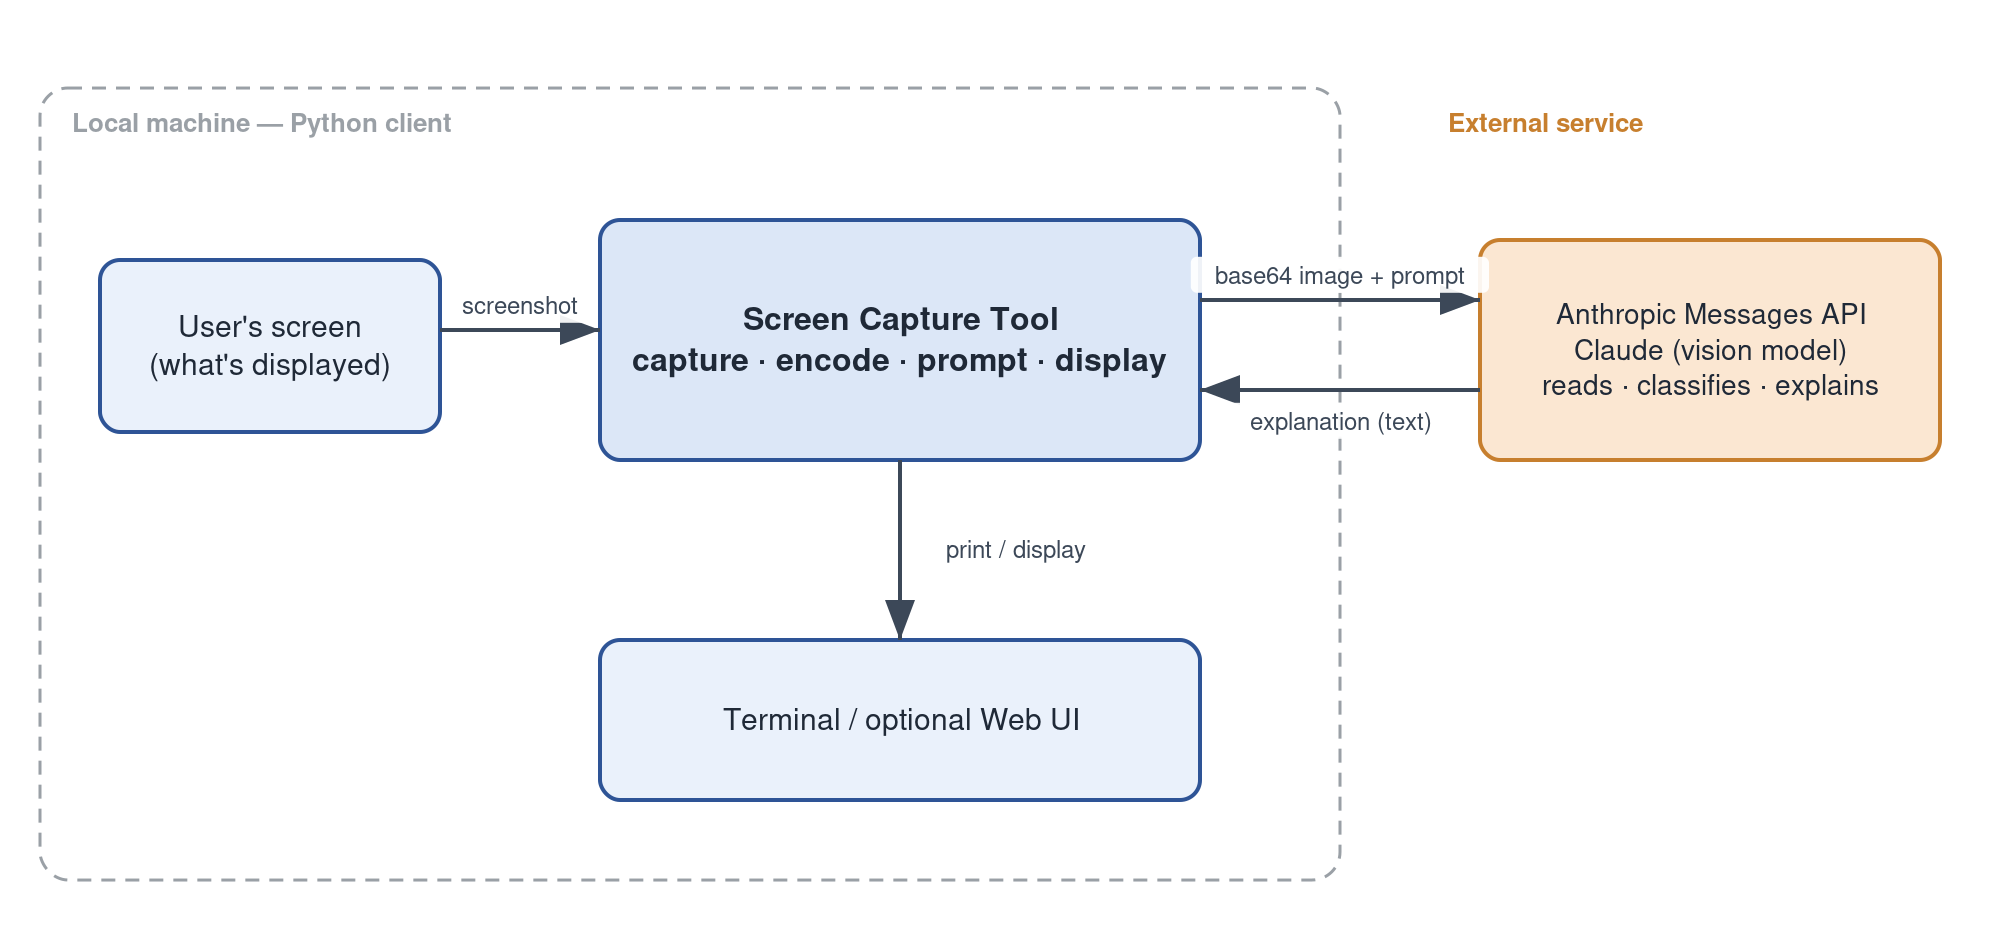 Local machine — Python client
External service
User's screen
(what's displayed)
screenshot
Screen Capture Tool
capture · encode · prompt · display
base64 image + prompt
explanation (text)
Anthropic Messages API
Claude (vision model)
reads · classifies · explains
print / display
Terminal / optional Web UI